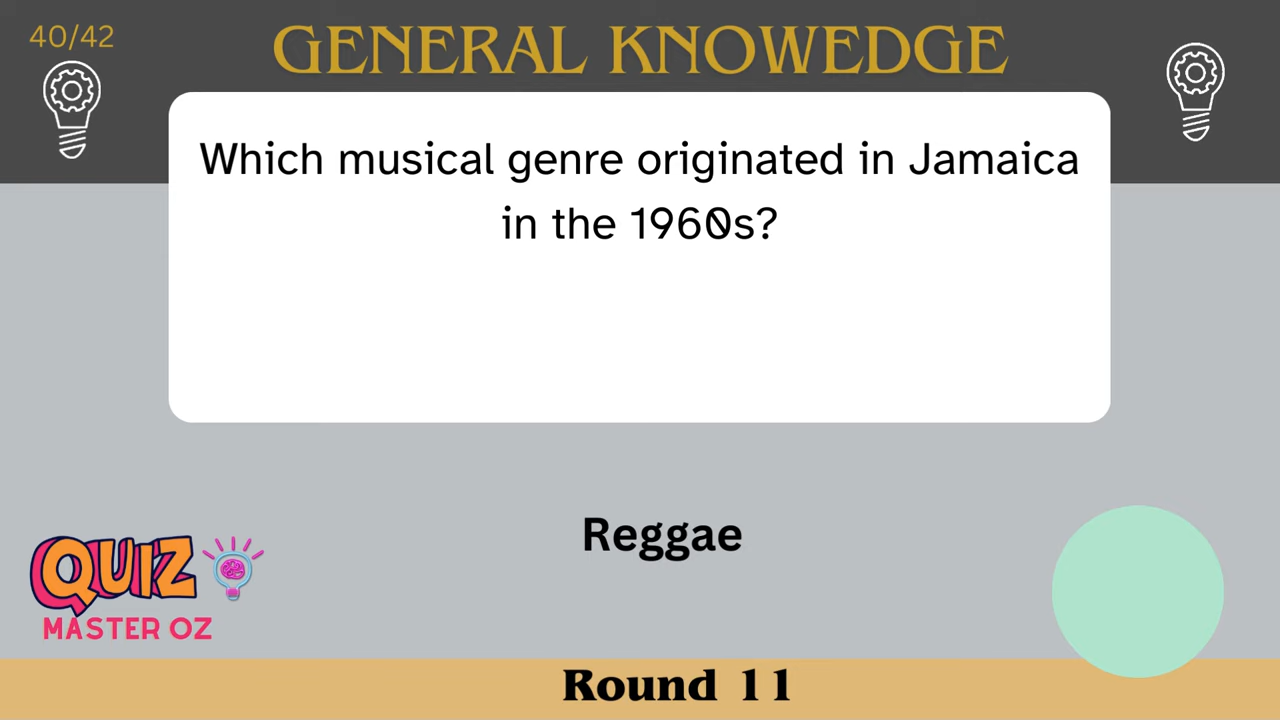 40/42
GENERAL KNOWEDGE
Which musical genre originated in Jamaica
in the 1960s?
Reggae
QUIZ
MASTER OZ
Round 11